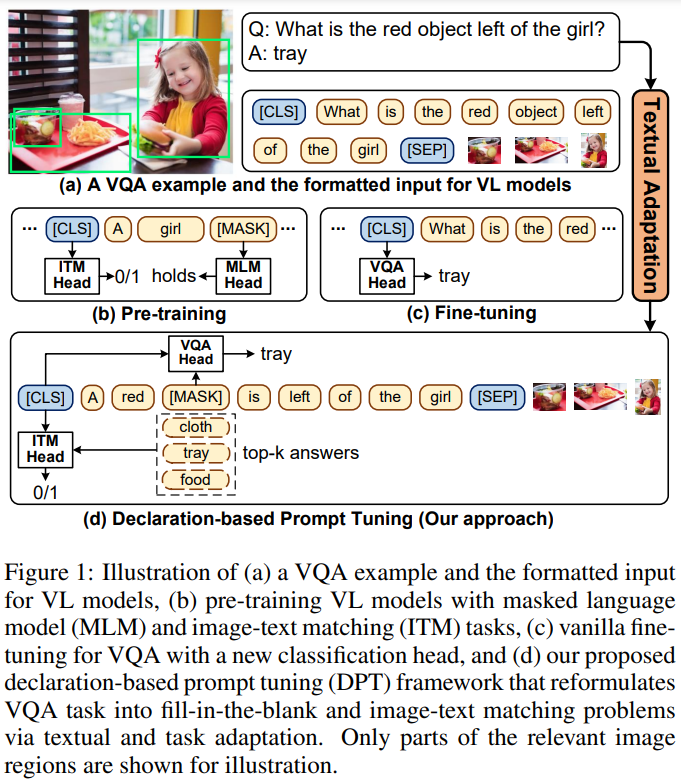 Q: What is the red object left of the girl?
A: tray
[CLS] What is the red object left
of the girl [SEP]
Textual Adaptation
(a) A VQA example and the formatted input for VL models
... [CLS] A girl [MASK] ...
ITM Head 0/1 holds MLM Head
(b) Pre-training
... [CLS] What is the red ...
VQA Head tray
(c) Fine-tuning
VQA Head tray
[CLS] A red [MASK] is left of the girl [SEP]
cloth
ITM Head tray top-k answers
food
0/1
(d) Declaration-based Prompt Tuning (Our approach)
Figure 1: Illustration of (a) a VQA example and the formatted input
for VL models, (b) pre-training VL models with masked language
model (MLM) and image-text matching (ITM) tasks, (c) vanilla fine-
tuning for VQA with a new classification head, and (d) our proposed
declaration-based prompt tuning (DPT) framework that reformulates
VQA task into fill-in-the-blank and image-text matching problems
via textual and task adaptation. Only parts of the relevant image
regions are shown for illustration.